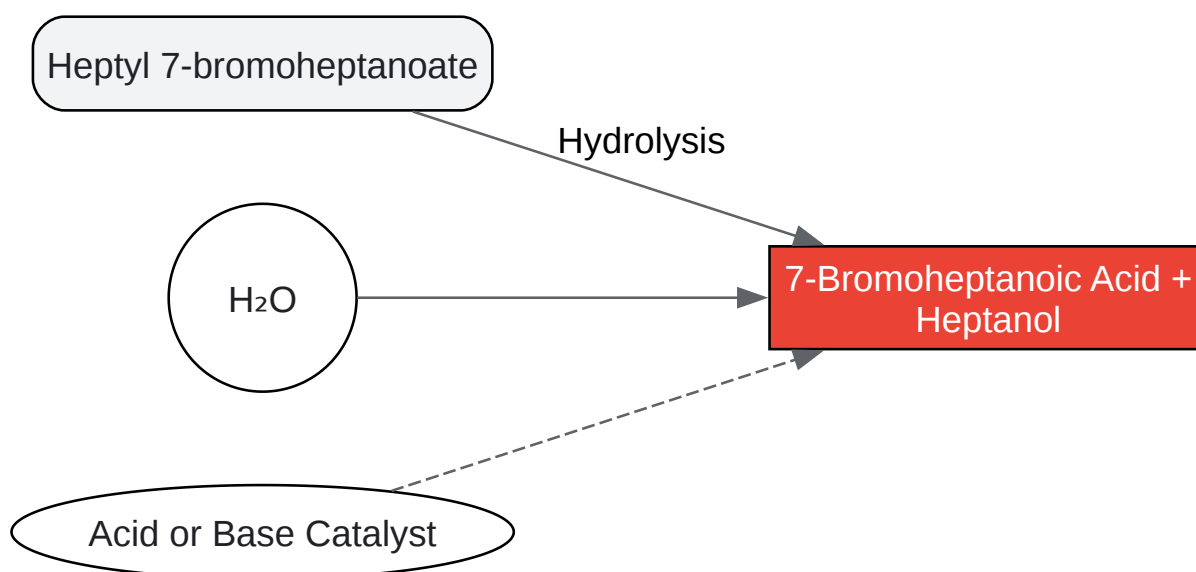 Heptyl 7-bromoheptanoate
Hydrolysis
H₂O
7-Bromoheptanoic Acid +
Heptanol
Acid or Base Catalyst